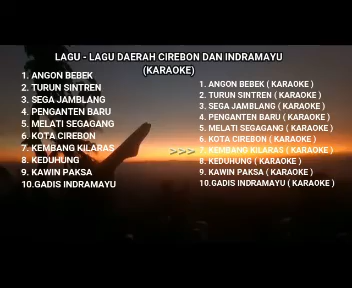 LAGU - LAGU DAERAH CIREBON DAN INDRAMAYU
(KARAOKE)
1. ANGON BEBEK
2. TURUN SINTREN
3. SEGA JAMBLANG
4. PENGANTEN BARU
5. MELATI SEGAGANG
6. KOTA CIREBON
7. KEMBANG KILARAS
8. KEDUHUNG
9. KAWIN PAKSA
10.GADIS INDRAMAYU
>>>
1. ANGON BEBEK ( KARAOKE )
2. TURUN SINTREN ( KARAOKE )
3. SEGA JAMBLANG ( KARAOKE )
4. PENGANTEN BARU ( KARAOKE )
5. MELATI SEGAGANG ( KARAOKE )
6. KOTA CIREBON ( KARAOKE )
7. KEMBANG KILARAS ( KARAOKE )
8. KEDUHUNG ( KARAOKE )
9. KAWIN PAKSA ( KARAOKE )
10.GADIS INDRAMAYU ( KARAOKE )